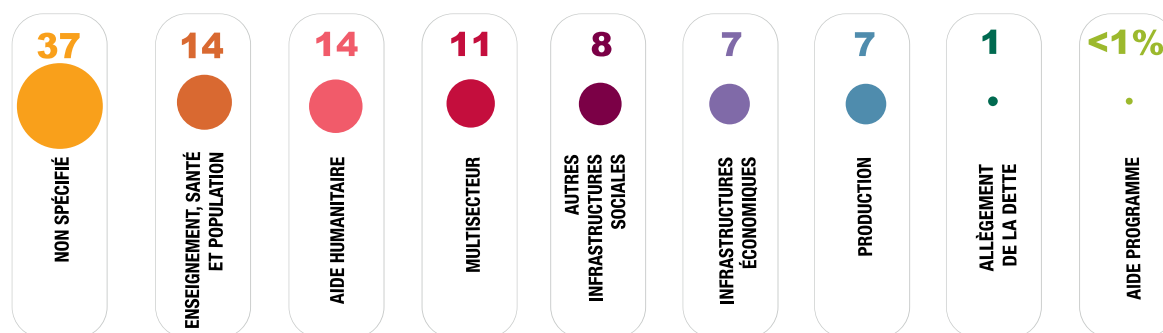 37
NON SPÉCIFIÉ
14
ENSEIGNEMENT, SANTÉ
ET POPULATION
14
AIDE HUMANITAIRE
11
MULTISECTEUR
8
AUTRES
INFRASTRUCTURES
SOCIALES
7
INFRASTRUCTURES
ÉCONOMIQUES
7
PRODUCTION
1
ALLÈGEMENT
DE LA DETTE
<1%
AIDE PROGRAMME